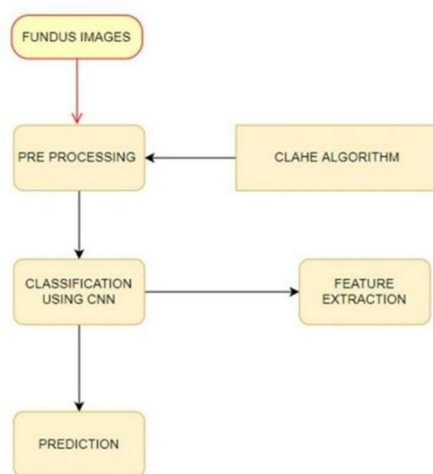 FUNDUS IMAGES
PRE PROCESSING
CLAHE ALGORITHM
CLASSIFICATION
USING CNN
FEATURE
EXTRACTION
PREDICTION